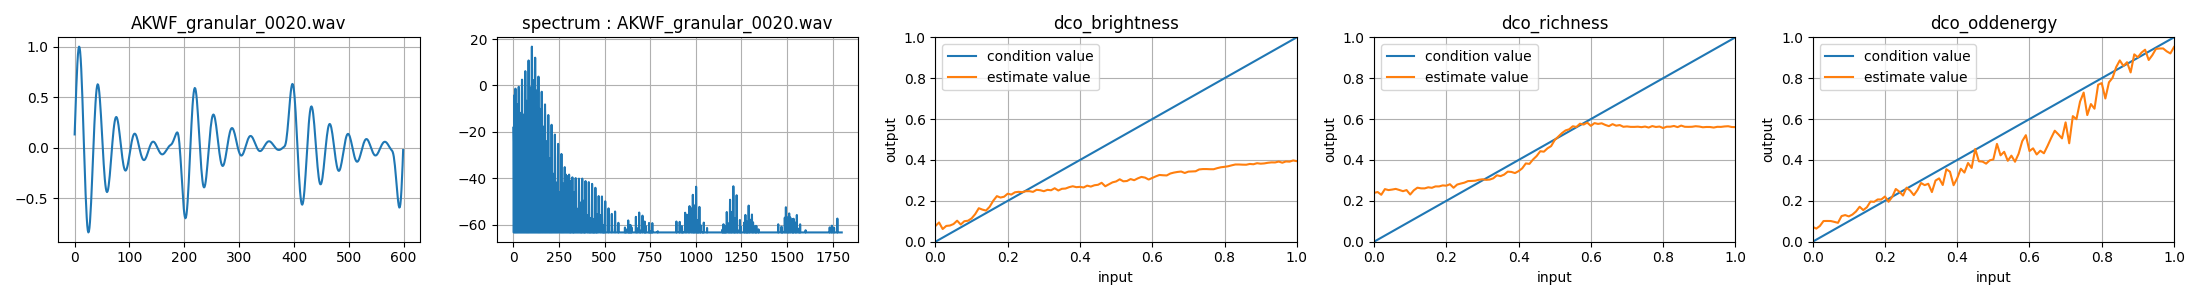 AKWF_granular_0020.wav
1.0
0.5
0.0
−0.5
0 100 200 300 400 500 600
spectrum : AKWF_granular_0020.wav
20
0
−20
−40
−60
0 250 500 750 1000 1250 1500 1750
dco_brightness
condition value
estimate value
output
1.0
0.8
0.6
0.4
0.2
0.0
0.0 0.2 0.4 0.6 0.8 1.0
input
dco_richness
condition value
estimate value
output
1.0
0.8
0.6
0.4
0.2
0.0
0.0 0.2 0.4 0.6 0.8 1.0
input
dco_oddenergy
condition value
estimate value
output
1.0
0.8
0.6
0.4
0.2
0.0
0.0 0.2 0.4 0.6 0.8 1.0
input